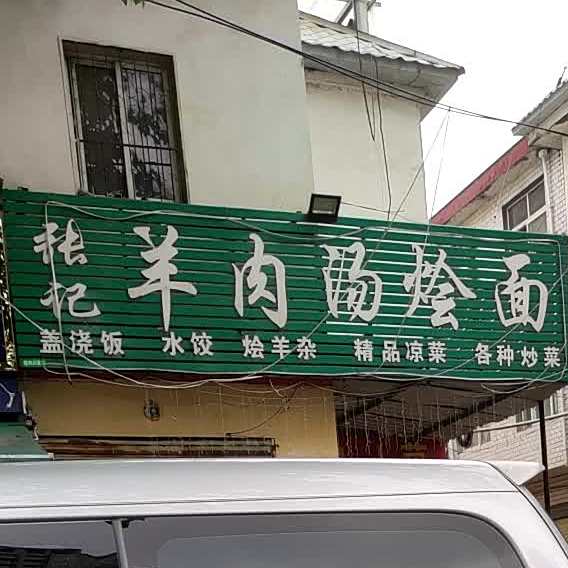 张记
羊肉汤烩面
盖浇饭 水饺 烩羊杂 精品凉菜 各种炒菜